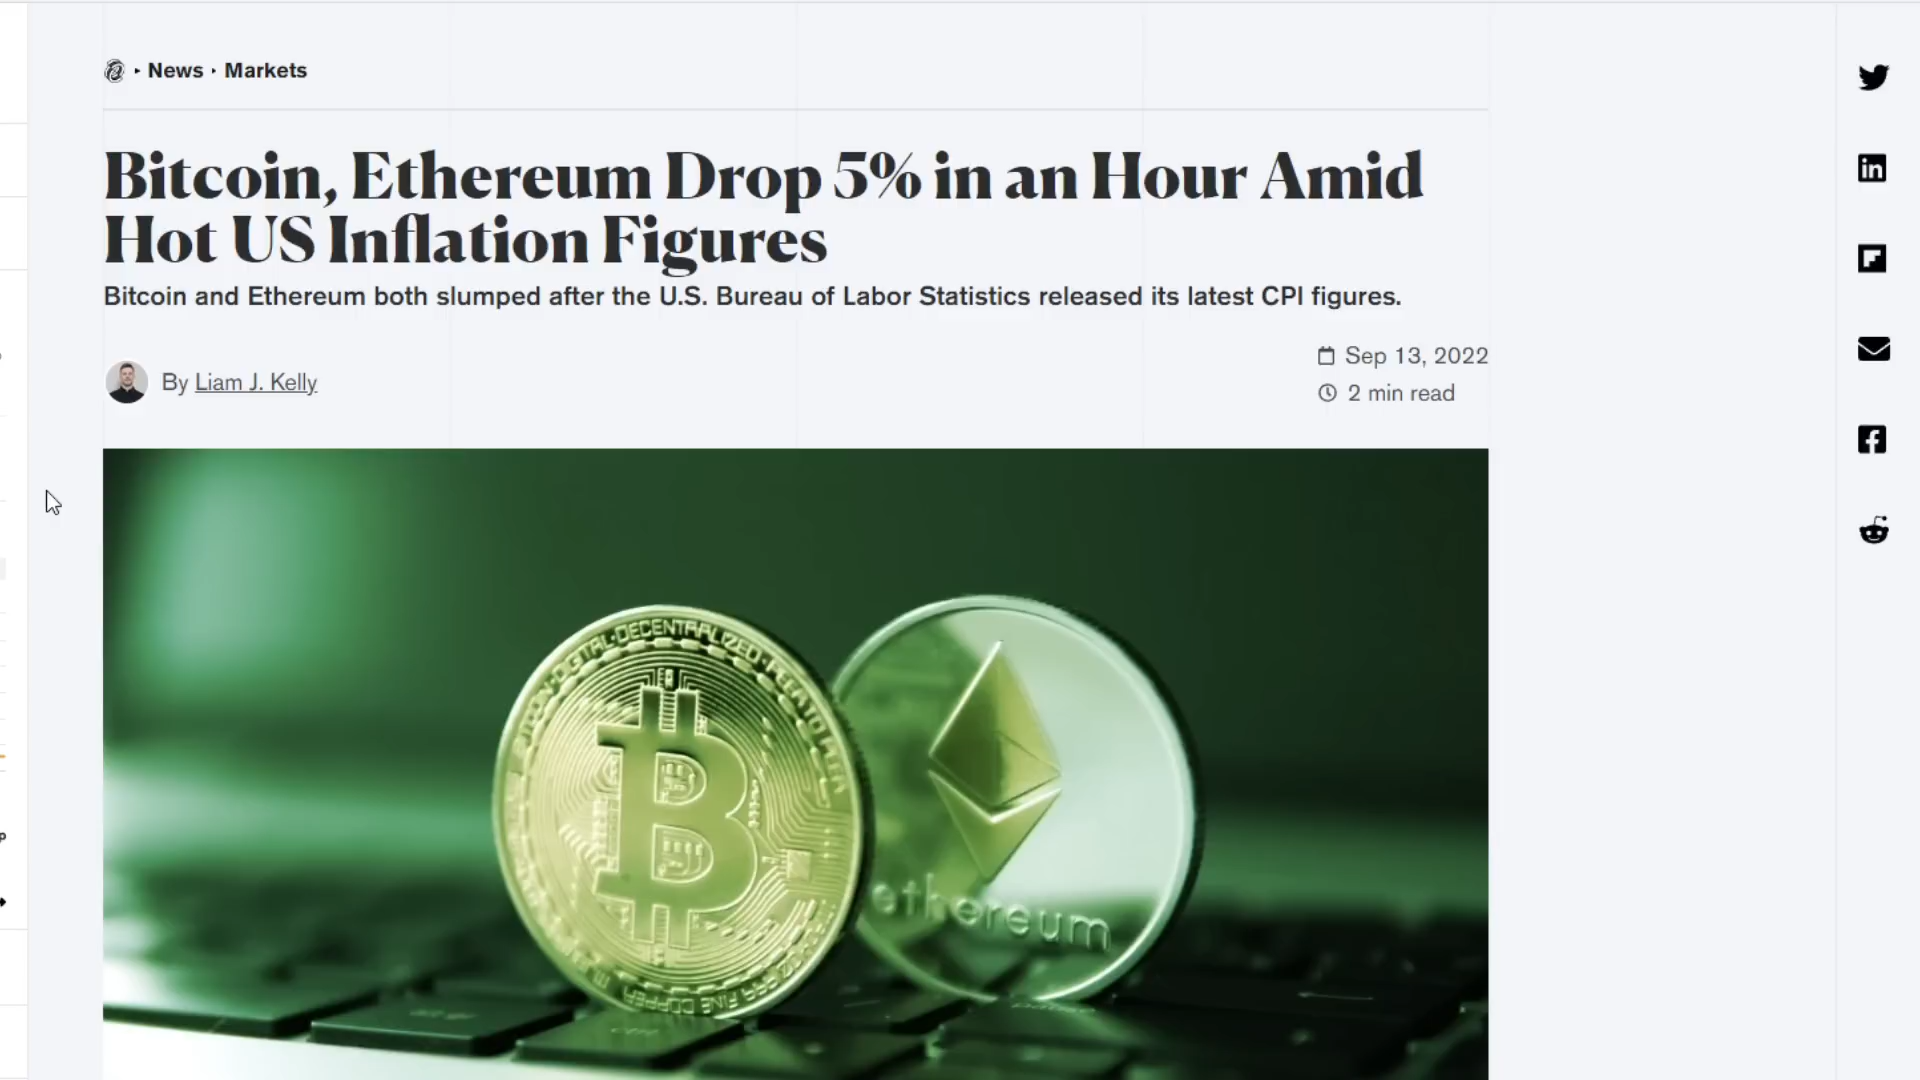 News · Markets
Bitcoin, Ethereum Drop 5% in an Hour Amid
Hot US Inflation Figures
Bitcoin and Ethereum both slumped after the U.S. Bureau of Labor Statistics released its latest CPI figures.
By Liam J. Kelly
Sep 13, 2022
2 min read
DIGITAL·DECENTRALIZED
ethereum